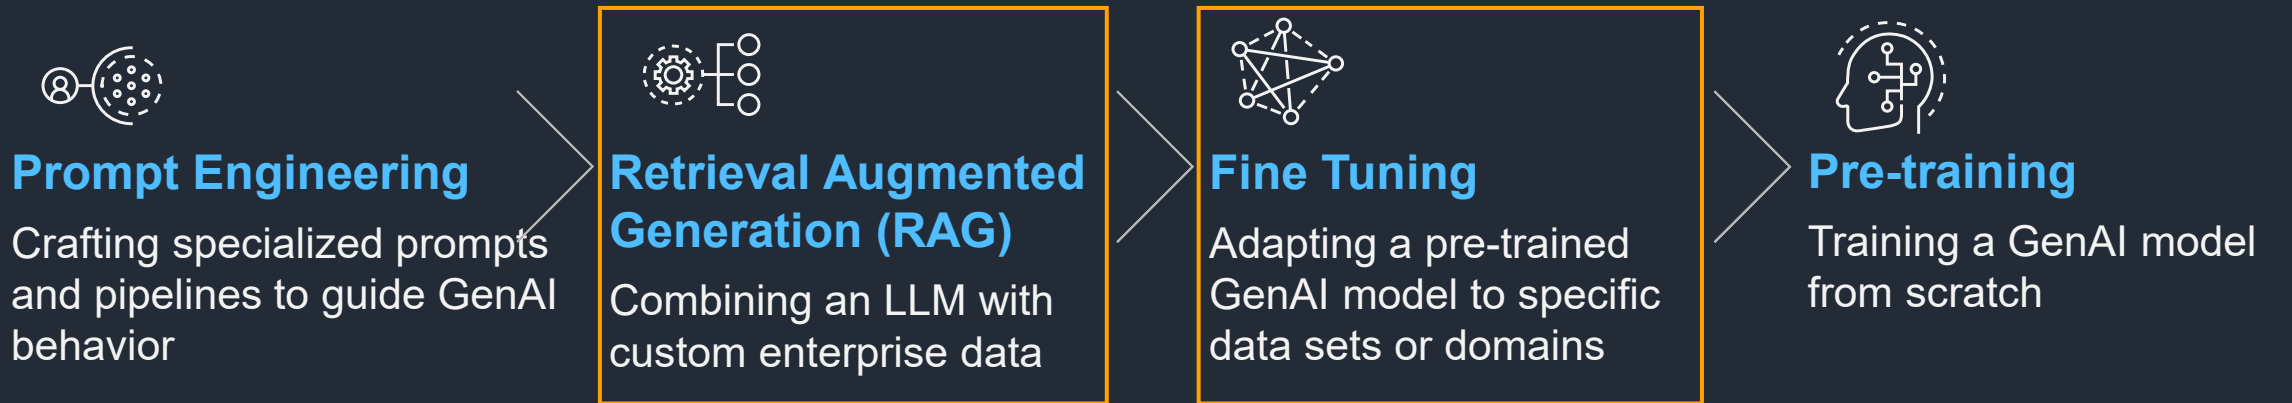 Prompt Engineering
Crafting specialized prompts
and pipelines to guide GenAI
behavior
Retrieval Augmented
Generation (RAG)
Combining an LLM with
custom enterprise data
Fine Tuning
Adapting a pre-trained
GenAI model to specific
data sets or domains
Pre-training
Training a GenAI model
from scratch